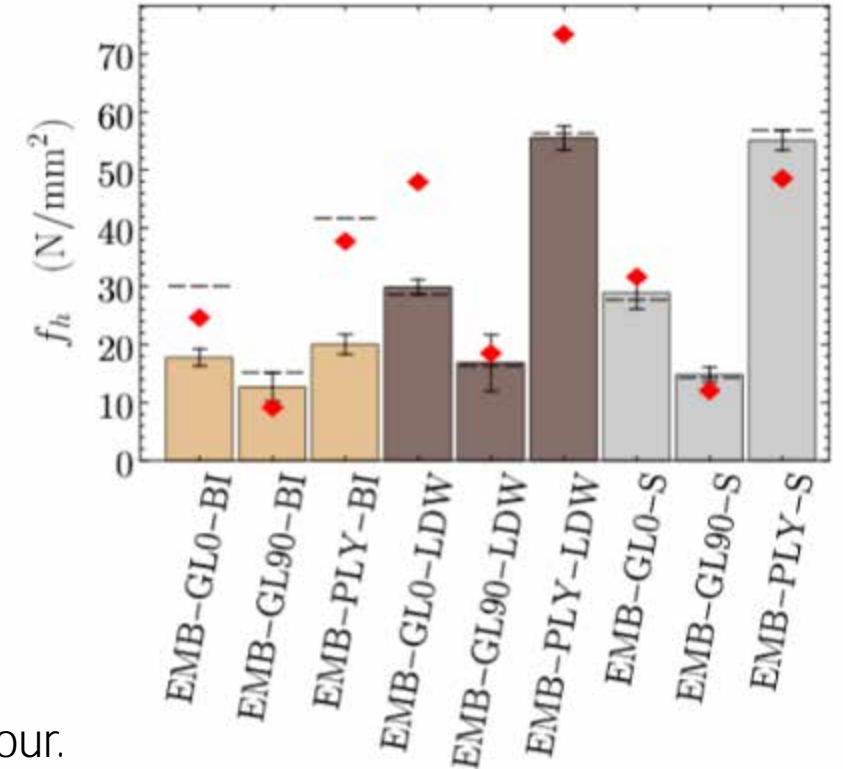 70
60
50
40
30
20
10
0
f_h (N/mm²)
EMB-GL0-BI
EMB-GL90-BI
EMB-PLY-BI
EMB-GL0-LDW
EMB-GL90-LDW
EMB-PLY-LDW
EMB-GL0-S
EMB-GL90-S
EMB-PLY-S
our.